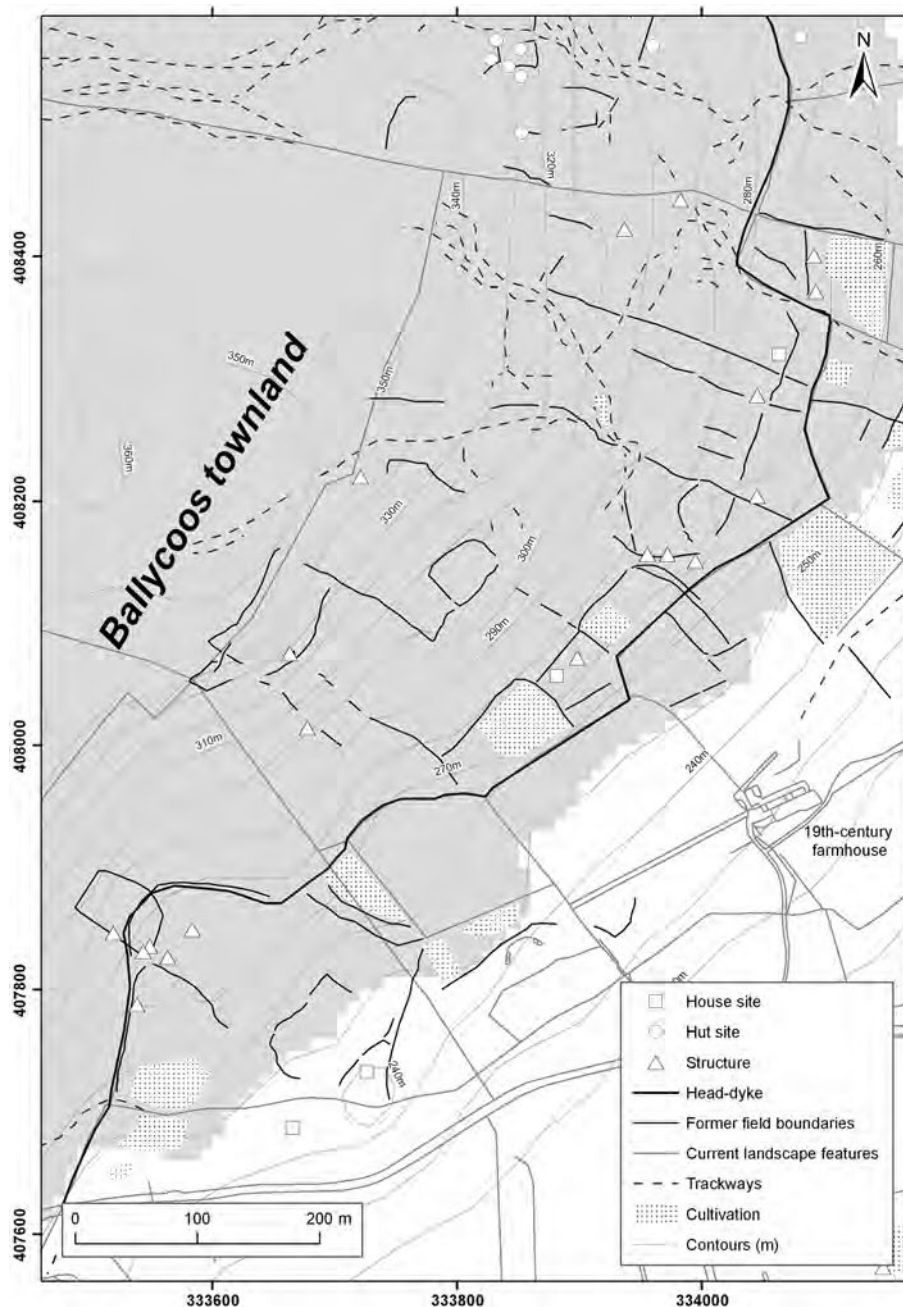 N
320m
340m
280m
260m
408400
350m
350m
360m
Ballycoos townland
330m
408200
300m
250m
290m
310m
408000
270m
240m
19th-century
farmhouse
407800
240m
House site
Hut site
Structure
Head-dyke
Former field boundaries
Current landscape features
Trackways
Cultivation
Contours (m)
0 100 200 m
407600
333600 333800 334000